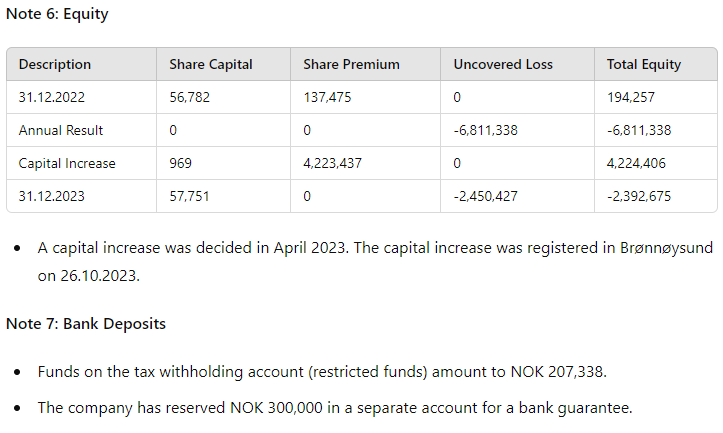 Note 6: Equity
Description Share Capital Share Premium Uncovered Loss Total Equity
31.12.2022 56,782 137,475 0 194,257
Annual Result 0 0 -6,811,338 -6,811,338
Capital Increase 969 4,223,437 0 4,224,406
31.12.2023 57,751 0 -2,450,427 -2,392,675
• A capital increase was decided in April 2023. The capital increase was registered in Brønnøysund
on 26.10.2023.
Note 7: Bank Deposits
• Funds on the tax withholding account (restricted funds) amount to NOK 207,338.
• The company has reserved NOK 300,000 in a separate account for a bank guarantee.